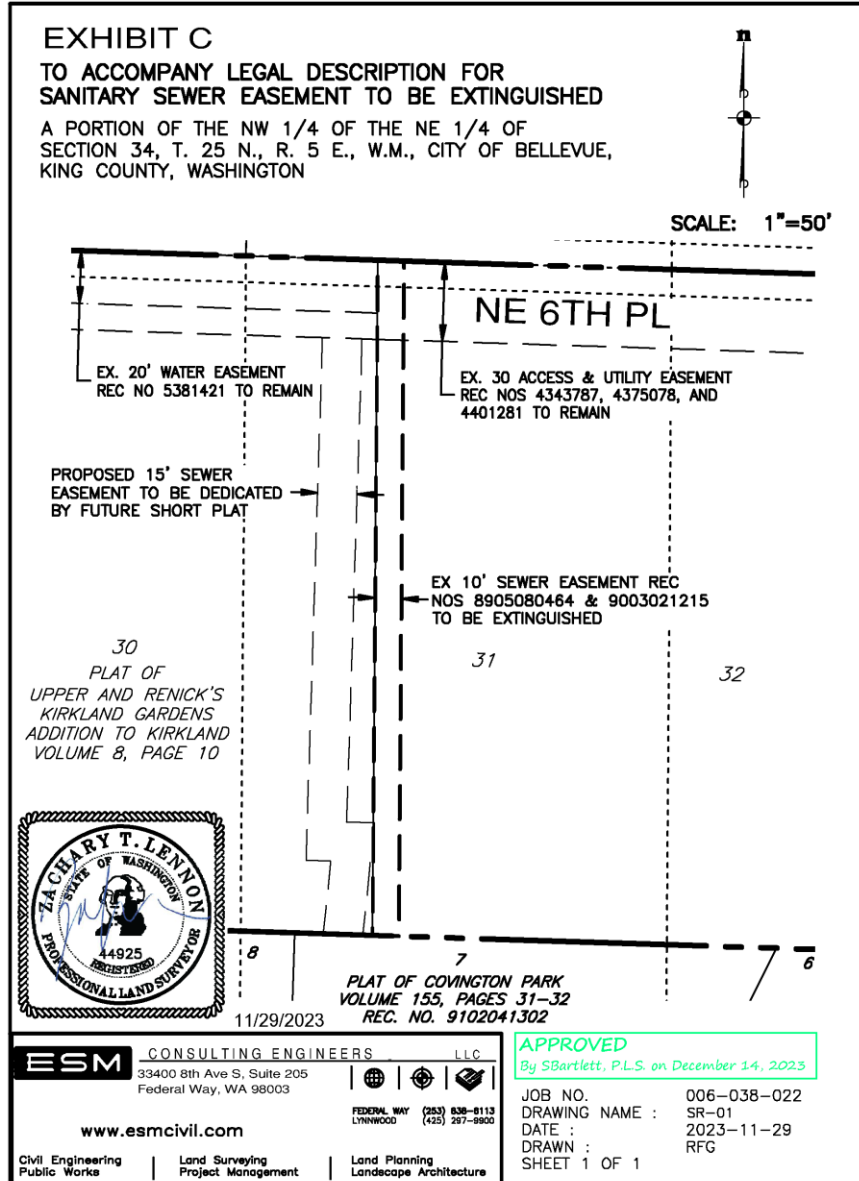 EXHIBIT C
TO ACCOMPANY LEGAL DESCRIPTION FOR
SANITARY SEWER EASEMENT TO BE EXTINGUISHED
A PORTION OF THE NW 1/4 OF THE NE 1/4 OF
SECTION 34, T. 25 N., R. 5 E., W.M., CITY OF BELLEVUE,
KING COUNTY, WASHINGTON
n
SCALE: 1"=50'
NE 6TH PL
EX. 20' WATER EASEMENT
REC NO 5381421 TO REMAIN
EX. 30 ACCESS & UTILITY EASEMENT
REC NOS 4343787, 4375078, AND
4401281 TO REMAIN
PROPOSED 15' SEWER
EASEMENT TO BE DEDICATED
BY FUTURE SHORT PLAT
EX 10' SEWER EASEMENT REC
NOS 8905080464 & 9003021215
TO BE EXTINGUISHED
30
PLAT OF
UPPER AND RENICK'S
KIRKLAND GARDENS
ADDITION TO KIRKLAND
VOLUME 8, PAGE 10
31
32
ZACHARY T. LENNON
STATE OF WASHINGTON
44925
REGISTERED
PROFESSIONAL LAND SURVEYOR
8
7
6
PLAT OF COVINGTON PARK
VOLUME 155, PAGES 31-32
REC. NO. 9102041302
11/29/2023
ESM CONSULTING ENGINEERS LLC
33400 8th Ave S, Suite 205
Federal Way, WA 98003
FEDERAL WAY (253) 838-6113
LYNNWOOD (425) 297-9900
www.esmcivil.com
Civil Engineering | Land Surveying | Land Planning
Public Works | Project Management | Landscape Architecture
APPROVED
By SBartlett, P.L.S. on December 14, 2023
JOB NO. 006-038-022
DRAWING NAME : SR-01
DATE : 2023-11-29
DRAWN : RFG
SHEET 1 OF 1